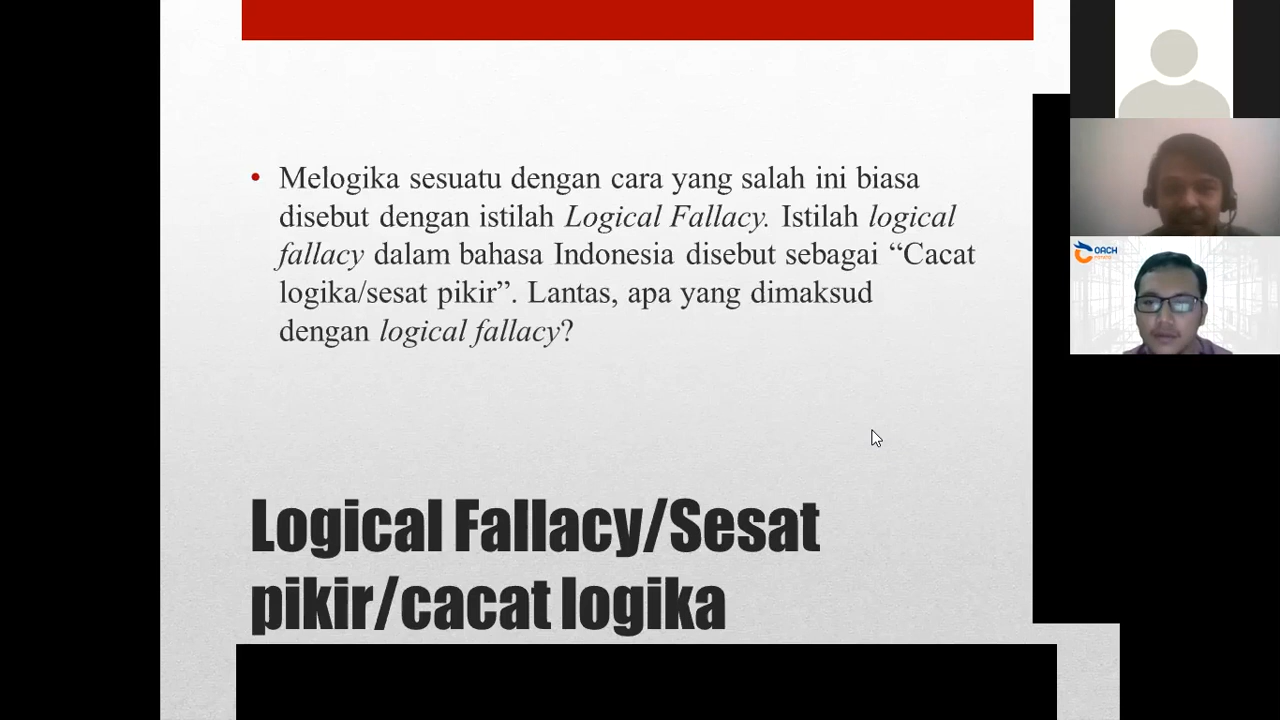 • Melogika sesuatu dengan cara yang salah ini biasa
disebut dengan istilah Logical Fallacy. Istilah logical
fallacy dalam bahasa Indonesia disebut sebagai “Cacat
logika/sesat pikir”. Lantas, apa yang dimaksud
dengan logical fallacy?
Logical Fallacy/Sesat
pikir/cacat logika
OACH